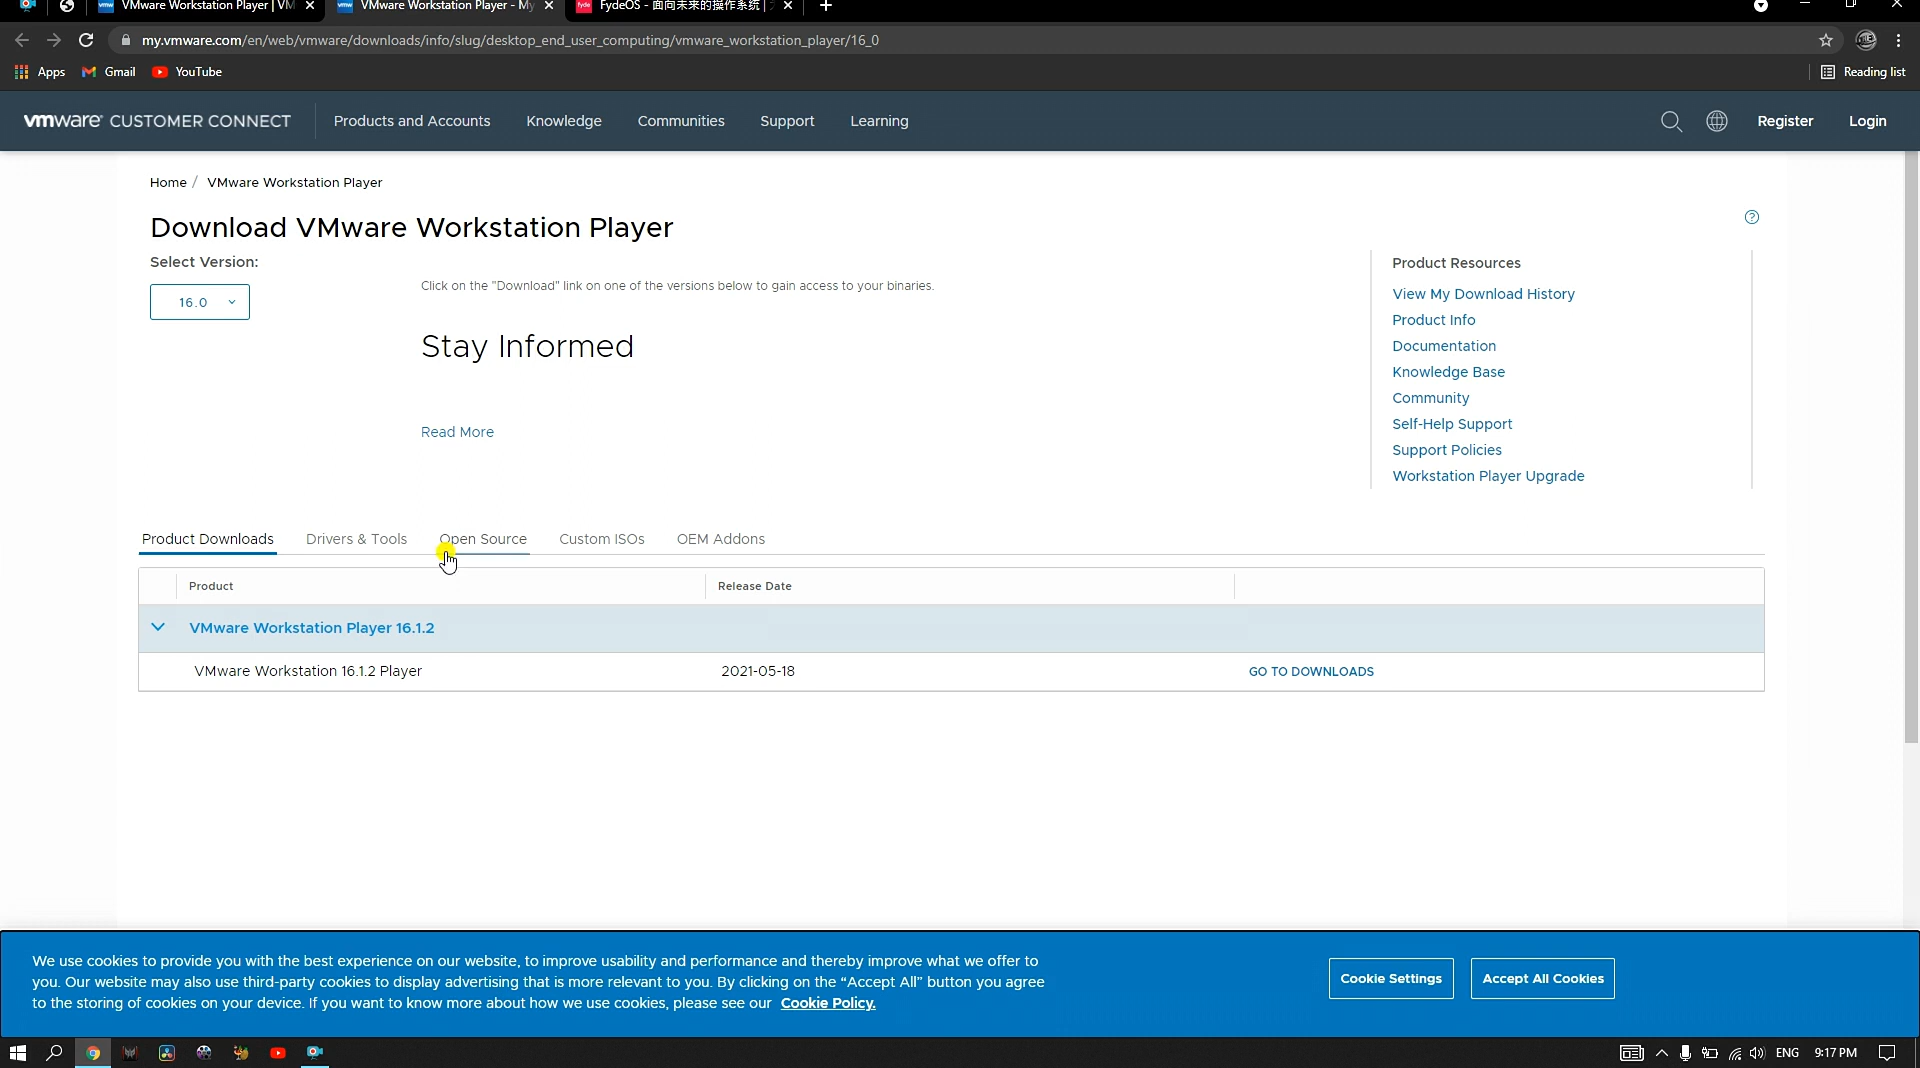 VMware Workstation Player | VM
VMware Workstation Player - My
FydeOS - 面向未来的操作系统 |
my.vmware.com/en/web/vmware/downloads/info/slug/desktop_end_user_computing/vmware_workstation_player/16_0
Apps
Gmail
YouTube
Reading list
vmware® CUSTOMER CONNECT
Products and Accounts
Knowledge
Communities
Support
Learning
Register
Login
Home / VMware Workstation Player
Download VMware Workstation Player
Select Version:
16.0
Click on the "Download" link on one of the versions below to gain access to your binaries.
Stay Informed
Read More
Product Resources
View My Download History
Product Info
Documentation
Knowledge Base
Community
Self-Help Support
Support Policies
Workstation Player Upgrade
Product Downloads
Drivers & Tools
Open Source
Custom ISOs
OEM Addons
Product
Release Date
VMware Workstation Player 16.1.2
VMware Workstation 16.1.2 Player
2021-05-18
GO TO DOWNLOADS
We use cookies to provide you with the best experience on our website, to improve usability and performance and thereby improve what we offer to
you. Our website may also use third-party cookies to display advertising that is more relevant to you. By clicking on the “Accept All” button you agree
to the storing of cookies on your device. If you want to know more about how we use cookies, please see our Cookie Policy.
Cookie Settings
Accept All Cookies
ENG
9:17 PM